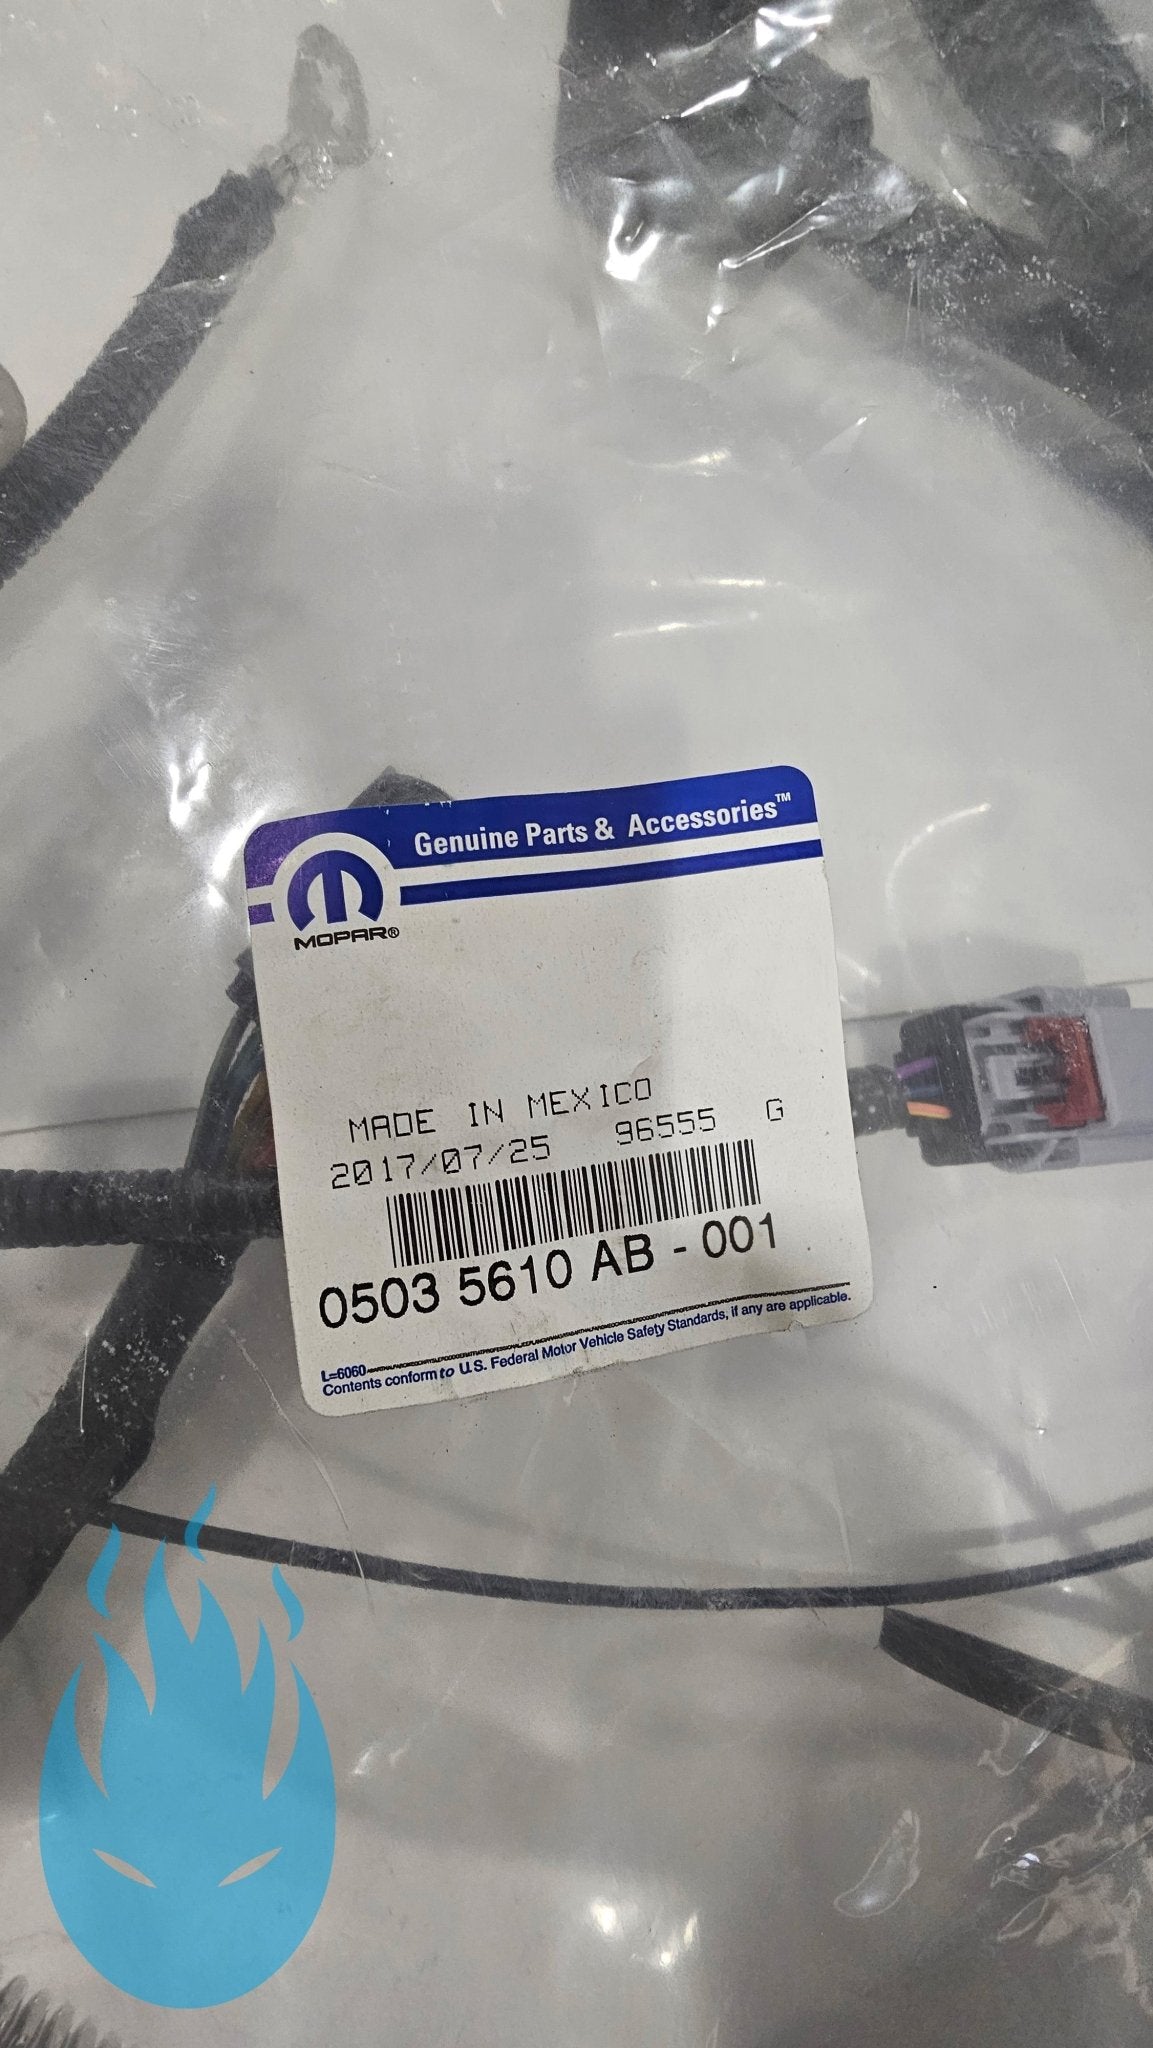 Genuine Parts & Accessories™
MOPAR®
MADE IN MEXICO
2017/07/25 96555 G
0503 5610 AB - 001
L=6060
Contents conform to U.S. Federal Motor Vehicle Safety Standards, if any are applicable.